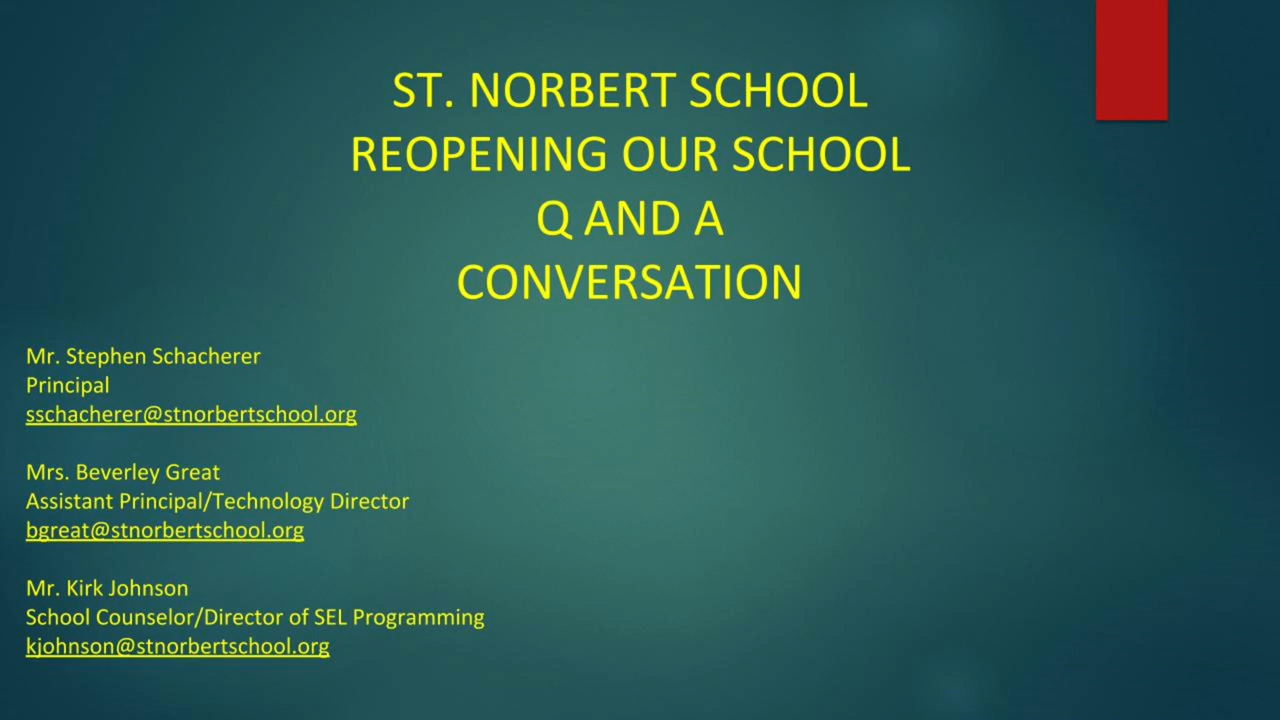 ST. NORBERT SCHOOL
REOPENING OUR SCHOOL
Q AND A
CONVERSATION
Mr. Stephen Schacherer
Principal
sschacherer@stnorbertschool.org
Mrs. Beverley Great
Assistant Principal/Technology Director
bgreat@stnorbertschool.org
Mr. Kirk Johnson
School Counselor/Director of SEL Programming
kjohnson@stnorbertschool.org